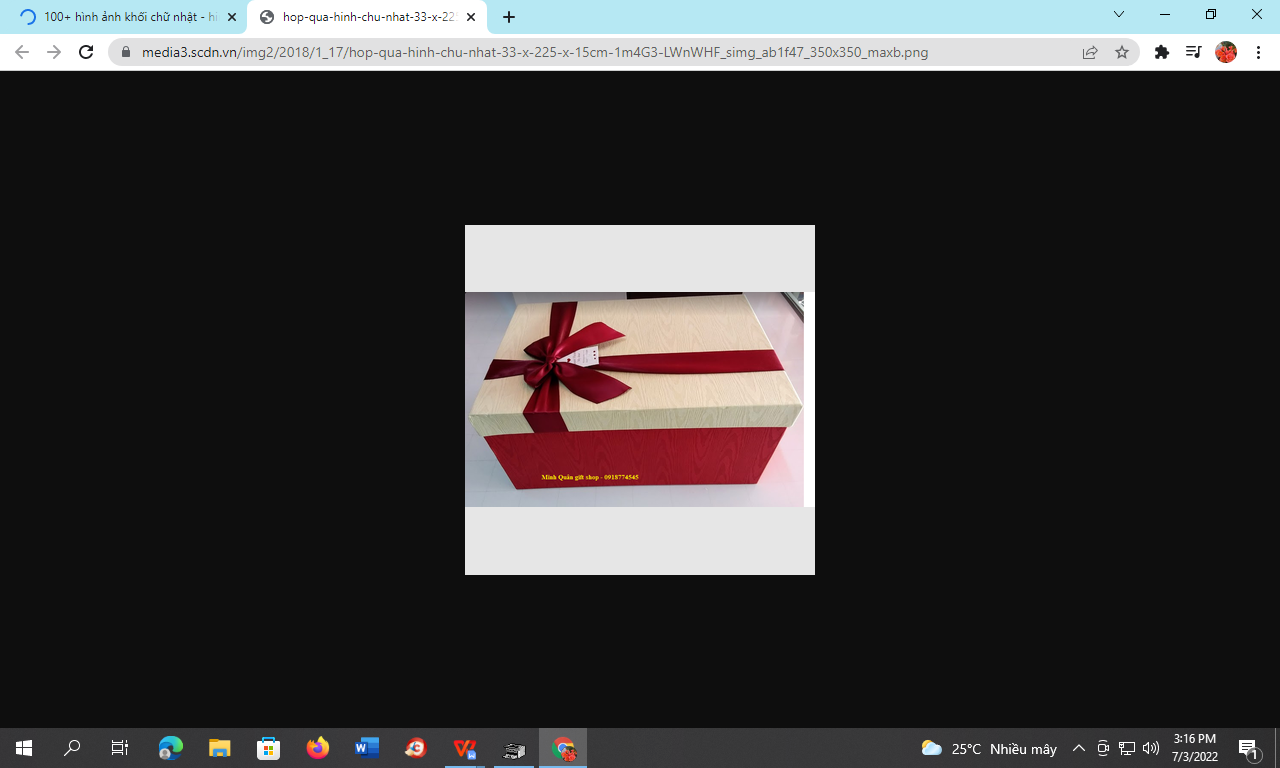 100+ hình ảnh khối chữ nhật - hì
hop-qua-hinh-chu-nhat-33-x-225
media3.scdn.vn/img2/2018/1_17/hop-qua-hinh-chu-nhat-33-x-225-x-15cm-1m4G3-LWnWHF_simg_ab1f47_350x350_maxb.png
Minh Quân gift shop - 0918774545
25°C Nhiều mây
3:16 PM
7/3/2022
1